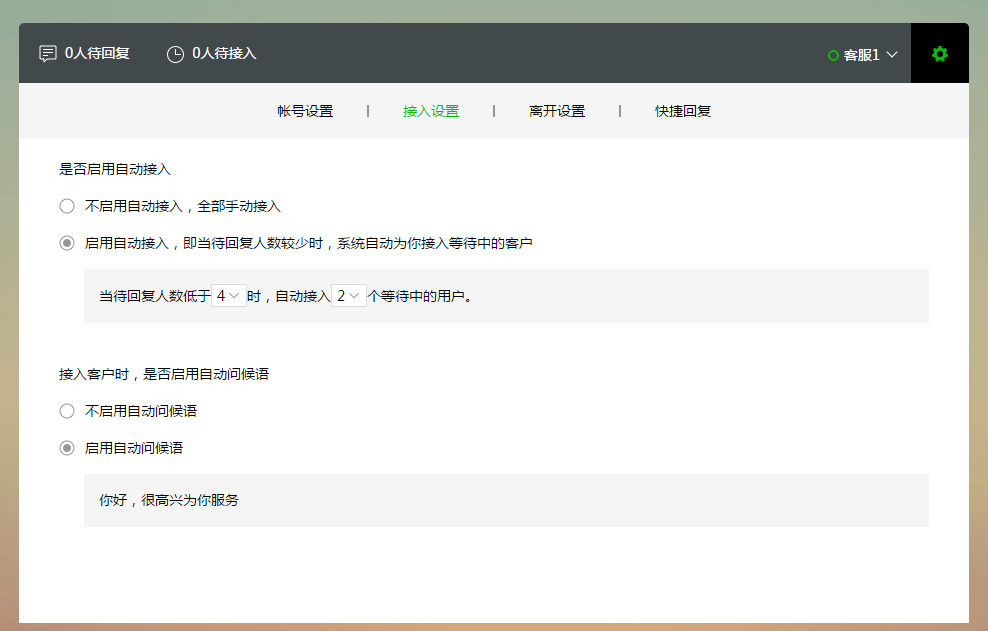 0人待回复 0人待接入 客服1
帐号设置 | 接入设置 | 离开设置 | 快捷回复
是否启用自动接入
不启用自动接入，全部手动接入
启用自动接入，即当待回复人数较少时，系统自动为你接入等待中的客户
当待回复人数低于4时，自动接入2个等待中的用户。
接入客户时，是否启用自动问候语
不启用自动问候语
启用自动问候语
你好，很高兴为你服务